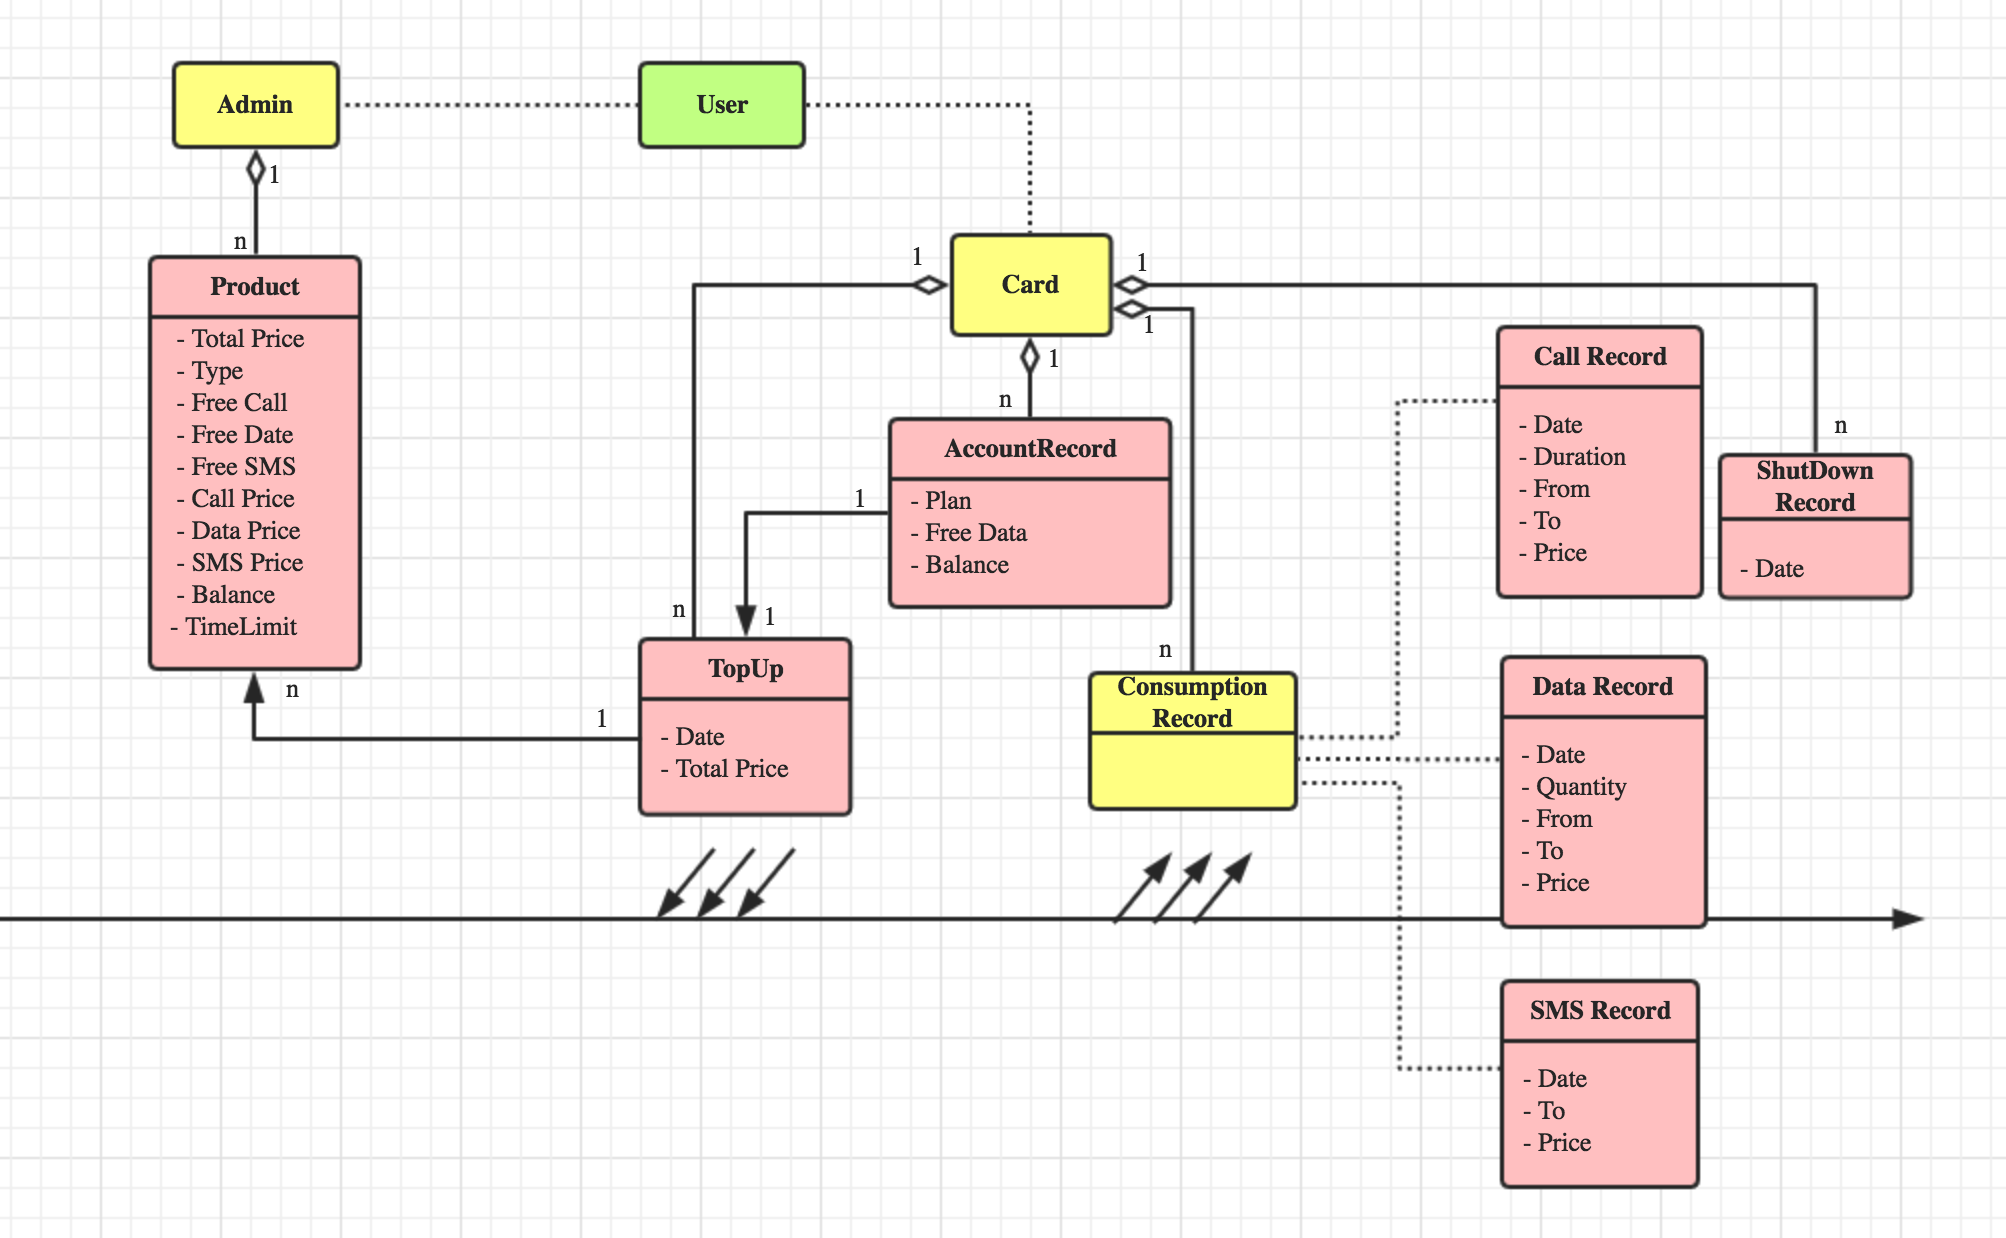 Admin
User
1
n
Product
- Total Price
- Type
- Free Call
- Free Date
- Free SMS
- Call Price
- Data Price
- SMS Price
- Balance
- TimeLimit
n
1
1
Card
1
1
1
n
AccountRecord
- Plan
- Free Data
- Balance
1
n
1
TopUp
- Date
- Total Price
n
Consumption
Record
Call Record
- Date
- Duration
- From
- To
- Price
n
ShutDown
Record
- Date
Data Record
- Date
- Quantity
- From
- To
- Price
SMS Record
- Date
- To
- Price